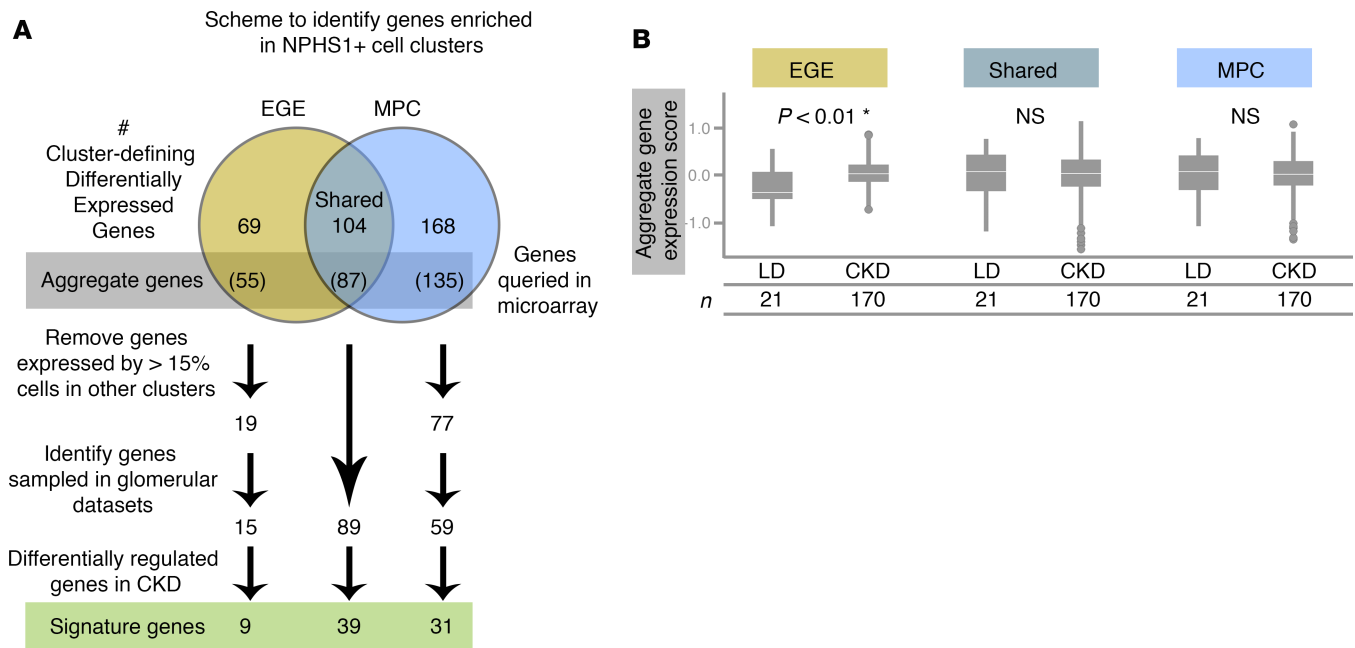 A
Scheme to identify genes enriched
in NPHS1+ cell clusters
EGE
MPC
#
Cluster-defining
Differentially
Expressed
Genes
Shared
69
104
168
Aggregate genes
(55)
(87)
(135)
Genes
queried in
microarray
Remove genes
expressed by > 15%
cells in other clusters
19
77
Identify genes
sampled in glomerular
datasets
15
89
59
Differentially regulated
genes in CKD
Signature genes
9
39
31
B
EGE
Shared
MPC
Aggregate gene
expression score
P < 0.01 *
NS
NS
1.0
0.0
-1.0
LD
CKD
LD
CKD
LD
CKD
n
21
170
21
170
21
170